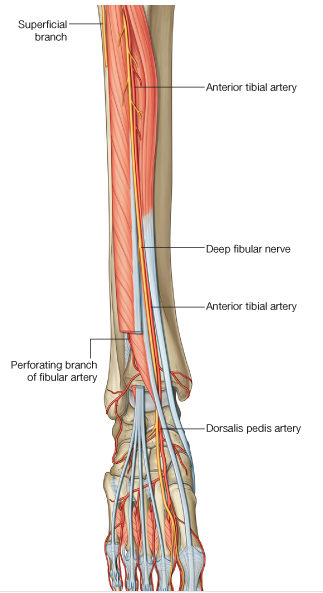 Superficial
branch
Anterior tibial artery
Deep fibular nerve
Anterior tibial artery
Perforating branch
of fibular artery
Dorsalis pedis artery